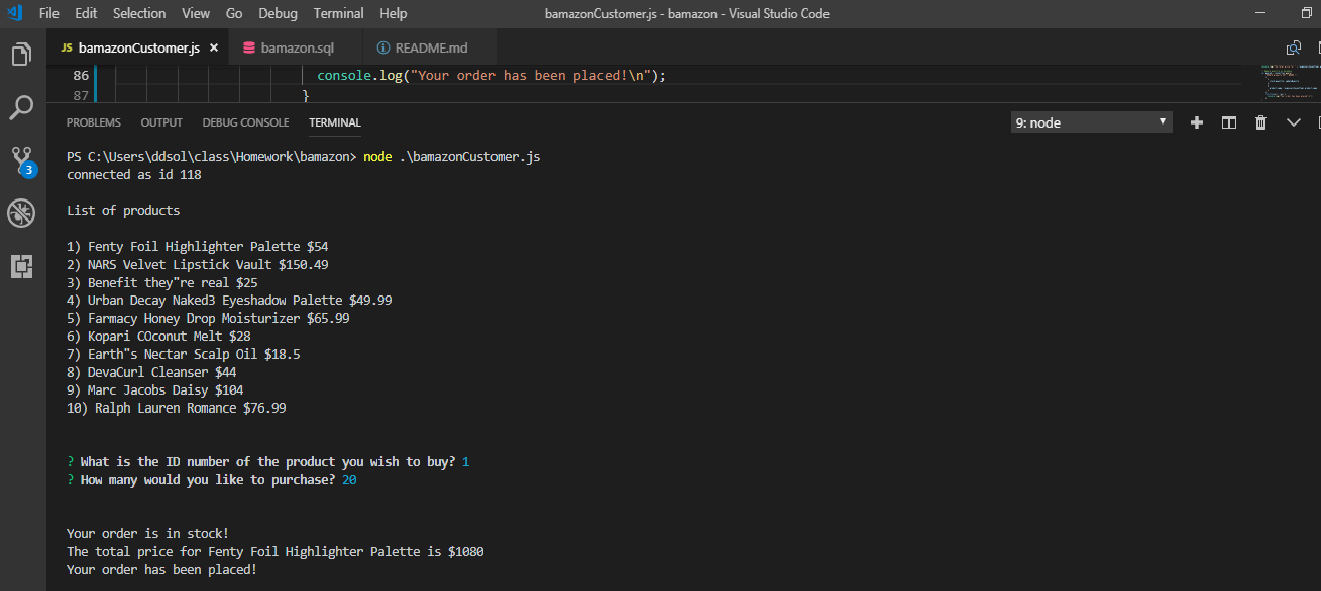 File Edit Selection View Go Debug Terminal Help bamazonCustomer.js - bamazon - Visual Studio Code
JS bamazonCustomer.js × bamazon.sql README.md
86 console.log("Your order has been placed!\n");
87 }
PROBLEMS OUTPUT DEBUG CONSOLE TERMINAL 9: node
3
PS C:\Users\ddsol\class\Homework\bamazon> node .\bamazonCustomer.js
connected as id 118
List of products
1) Fenty Foil Highlighter Palette $54
2) NARS Velvet Lipstick Vault $150.49
3) Benefit they"re real $25
4) Urban Decay Naked3 Eyeshadow Palette $49.99
5) Farmacy Honey Drop Moisturizer $65.99
6) Kopari COconut Melt $28
7) Earth"s Nectar Scalp Oil $18.5
8) DevaCurl Cleanser $44
9) Marc Jacobs Daisy $104
10) Ralph Lauren Romance $76.99
? What is the ID number of the product you wish to buy? 1
? How many would you like to purchase? 20
Your order is in stock!
The total price for Fenty Foil Highlighter Palette is $1080
Your order has been placed!